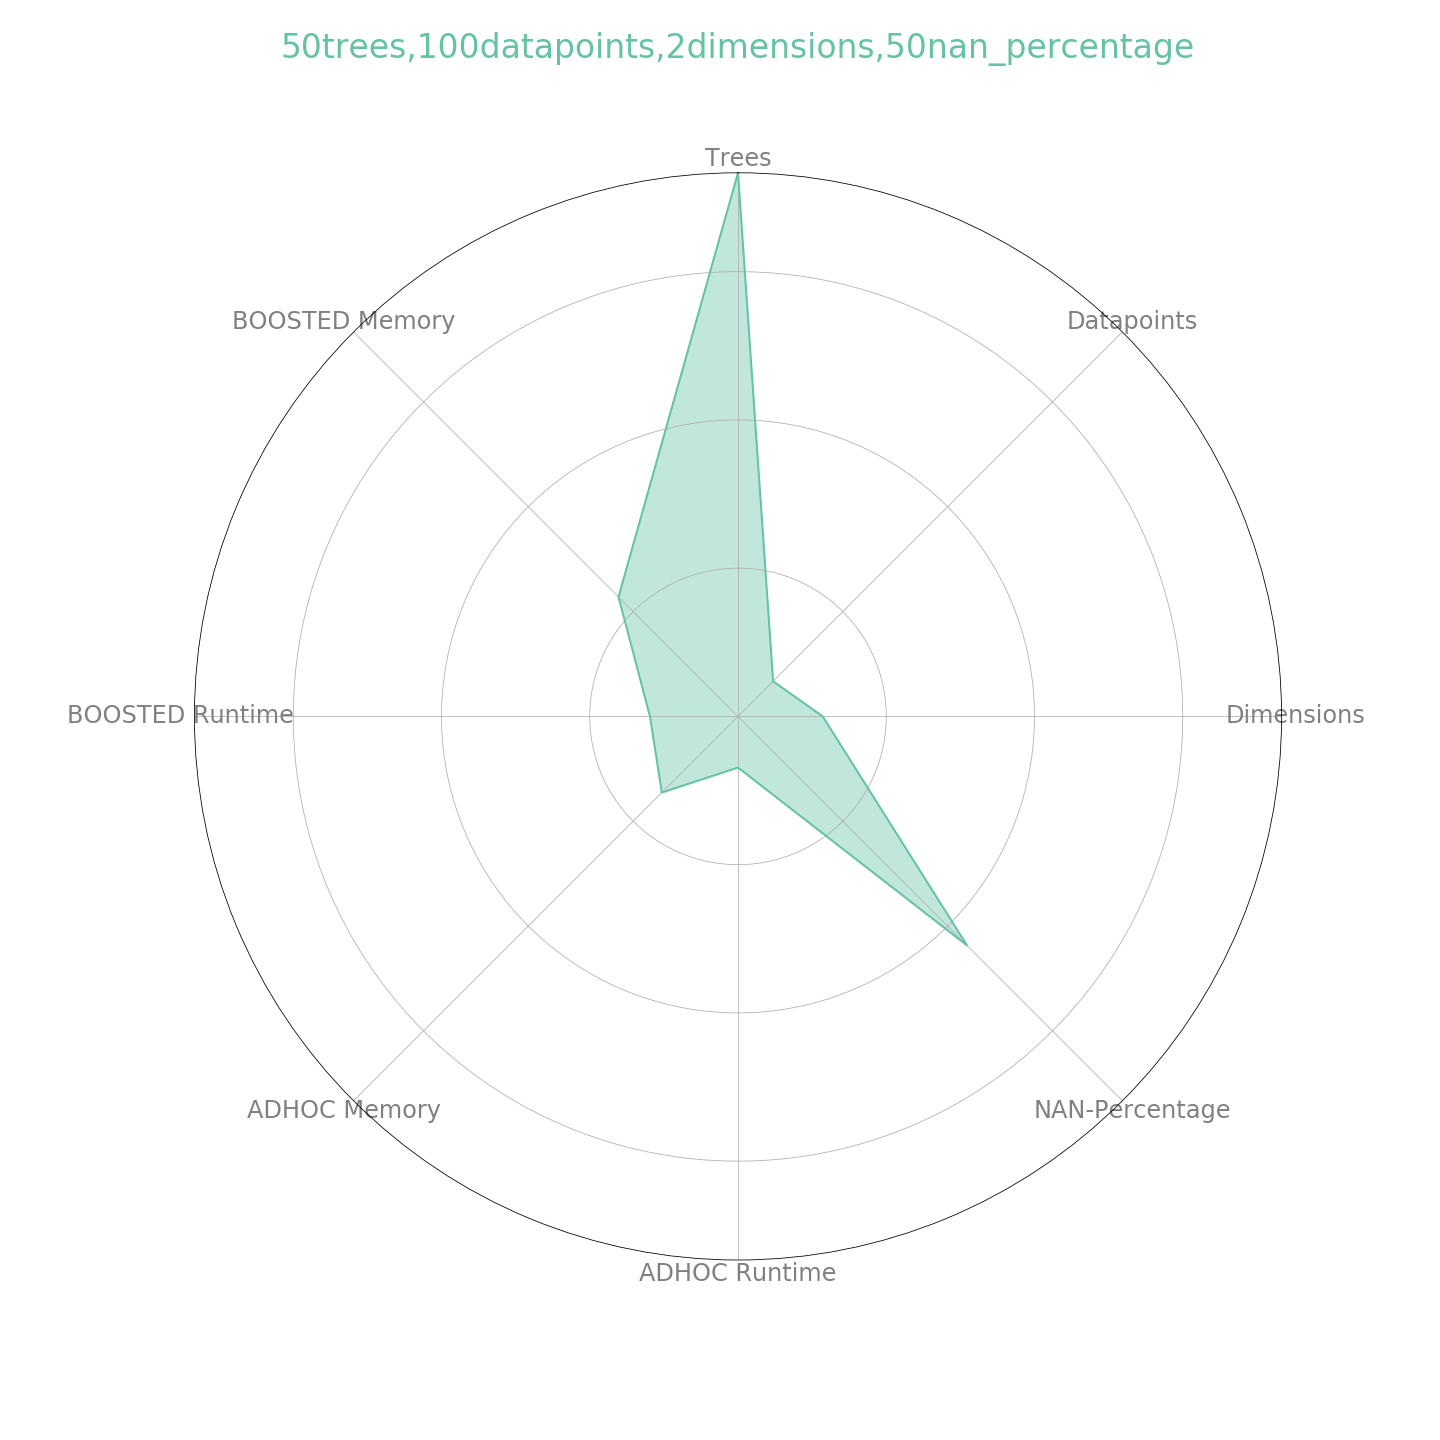 50trees,100datapoints,2dimensions,50nan_percentage
Trees
BOOSTED Memory
Datapoints
BOOSTED Runtime
Dimensions
ADHOC Memory
NAN-Percentage
ADHOC Runtime